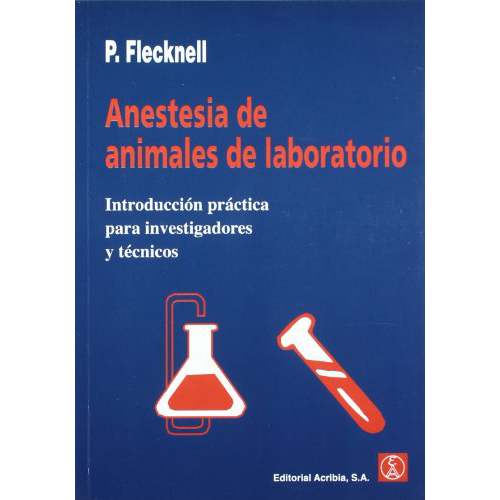 P. Flecknell
Anestesia de
animales de laboratorio
Introducción práctica
para investigadores
y técnicos
Editorial Acribia, S.A.